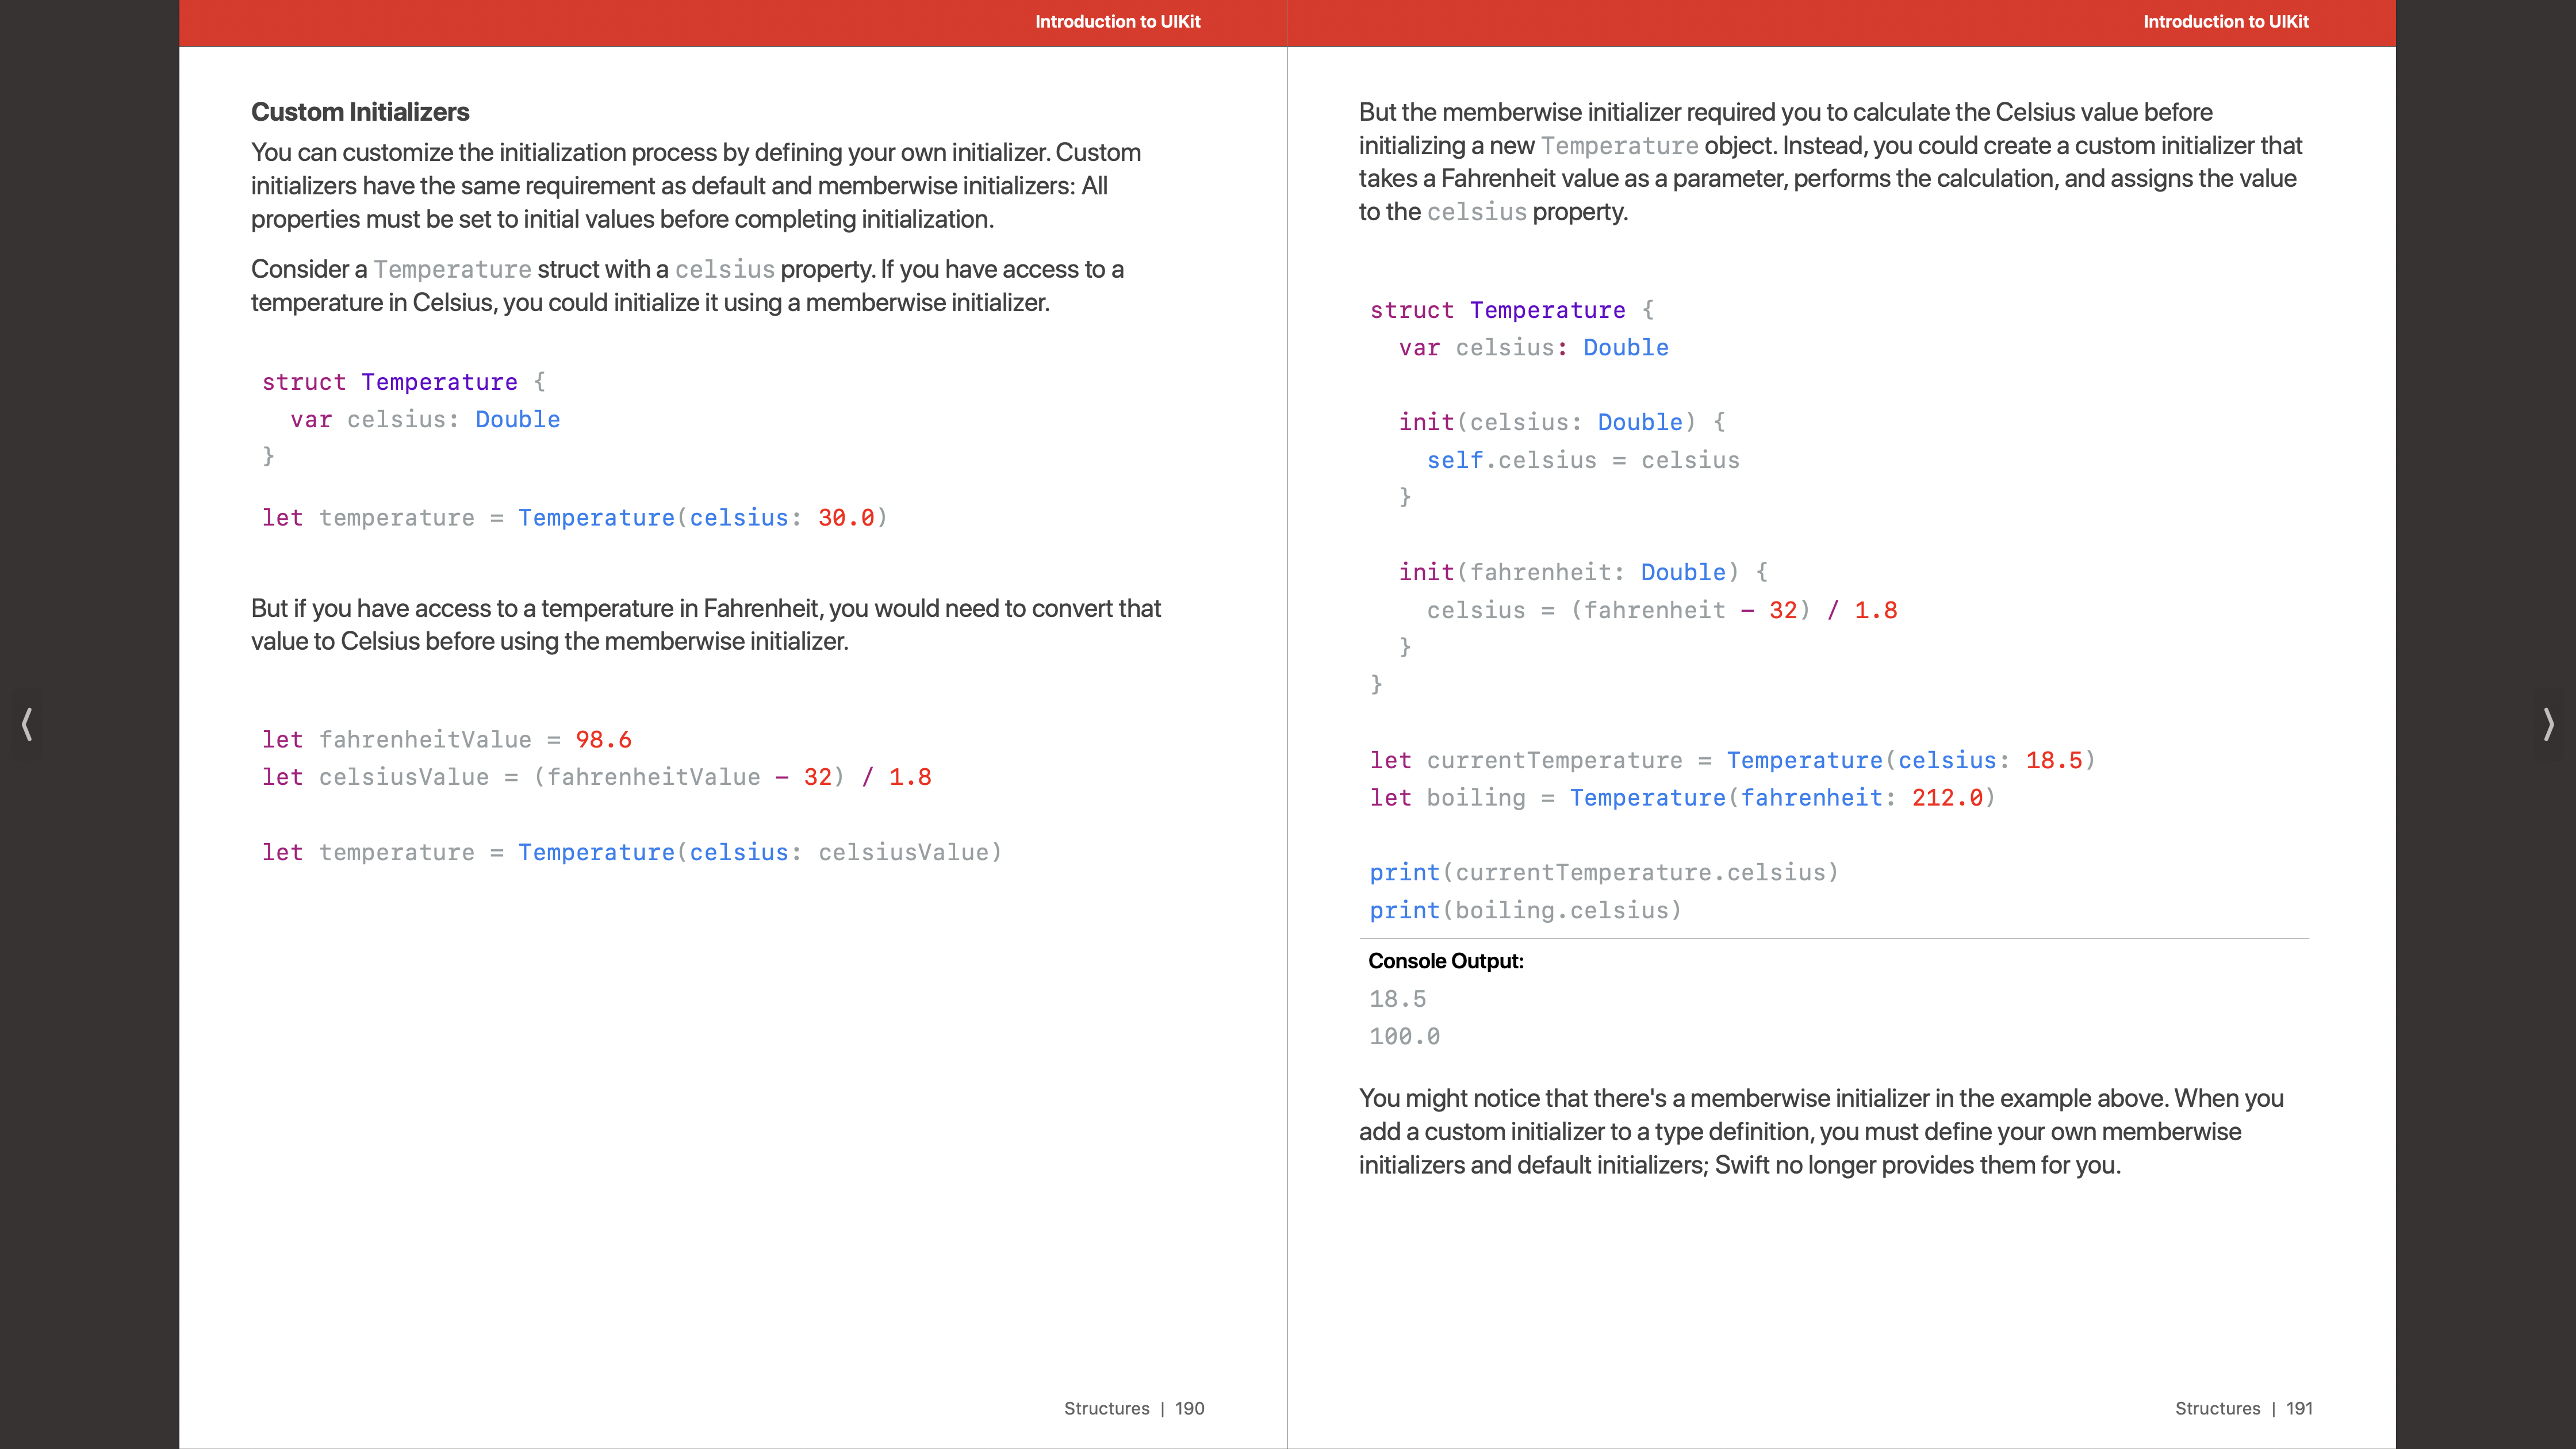 Introduction to UIKit
Custom Initializers
You can customize the initialization process by defining your own initializer. Custom
initializers have the same requirement as default and memberwise initializers: All
properties must be set to initial values before completing initialization.
Consider a Temperature struct with a celsius property. If you have access to a
temperature in Celsius, you could initialize it using a memberwise initializer.
struct Temperature {
  var celsius: Double
}
let temperature = Temperature(celsius: 30.0)
But if you have access to a temperature in Fahrenheit, you would need to convert that
value to Celsius before using the memberwise initializer.
let fahrenheitValue = 98.6
let celsiusValue = (fahrenheitValue - 32) / 1.8
let temperature = Temperature(celsius: celsiusValue)
Structures | 190
Introduction to UIKit
But the memberwise initializer required you to calculate the Celsius value before
initializing a new Temperature object. Instead, you could create a custom initializer that
takes a Fahrenheit value as a parameter, performs the calculation, and assigns the value
to the celsius property.
struct Temperature {
  var celsius: Double
  init(celsius: Double) {
    self.celsius = celsius
  }
  init(fahrenheit: Double) {
    celsius = (fahrenheit - 32) / 1.8
  }
}
let currentTemperature = Temperature(celsius: 18.5)
let boiling = Temperature(fahrenheit: 212.0)
print(currentTemperature.celsius)
print(boiling.celsius)
Console Output:
18.5
100.0
You might notice that there's a memberwise initializer in the example above. When you
add a custom initializer to a type definition, you must define your own memberwise
initializers and default initializers; Swift no longer provides them for you.
Structures | 191